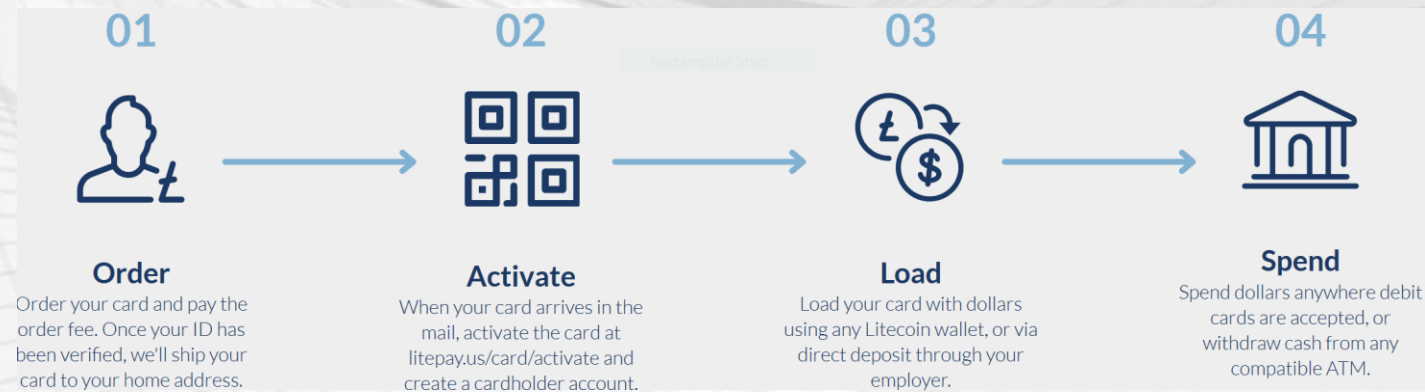 01
02
03
04
Rectangular Snip
Order
Order your card and pay the
order fee. Once your ID has
been verified, we'll ship your
card to your home address.
Activate
When your card arrives in the
mail, activate the card at
litepay.us/card/activate and
create a cardholder account.
Load
Load your card with dollars
using any Litecoin wallet, or via
direct deposit through your
employer.
Spend
Spend dollars anywhere debit
cards are accepted, or
withdraw cash from any
compatible ATM.